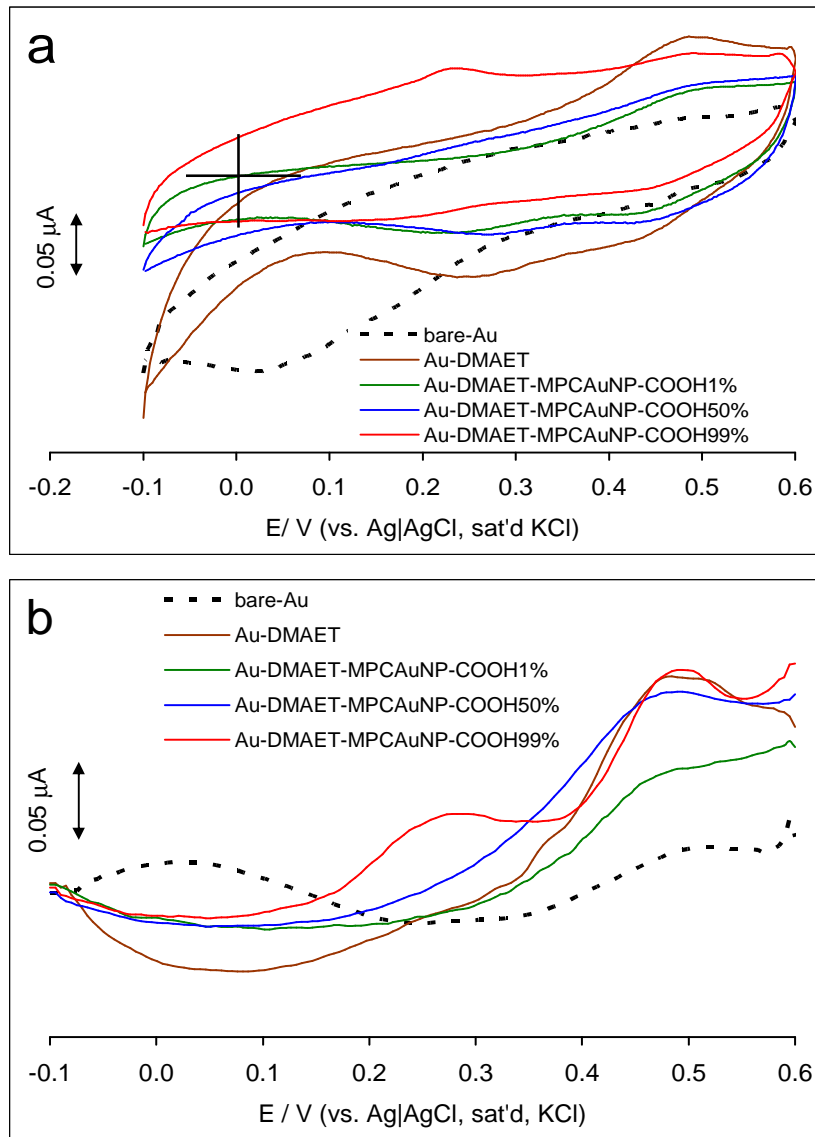 a
0.05 µA
bare-Au
Au-DMAET
Au-DMAET-MPCAuNP-COOH1%
Au-DMAET-MPCAuNP-COOH50%
Au-DMAET-MPCAuNP-COOH99%
-0.2 -0.1 0.0 0.1 0.2 0.3 0.4 0.5 0.6
E/ V (vs. Ag|AgCl, sat'd KCl)
b
bare-Au
Au-DMAET
Au-DMAET-MPCAuNP-COOH1%
Au-DMAET-MPCAuNP-COOH50%
Au-DMAET-MPCAuNP-COOH99%
0.05 µA
-0.1 0.0 0.1 0.2 0.3 0.4 0.5 0.6
E / V (vs. Ag|AgCl, sat'd, KCl)